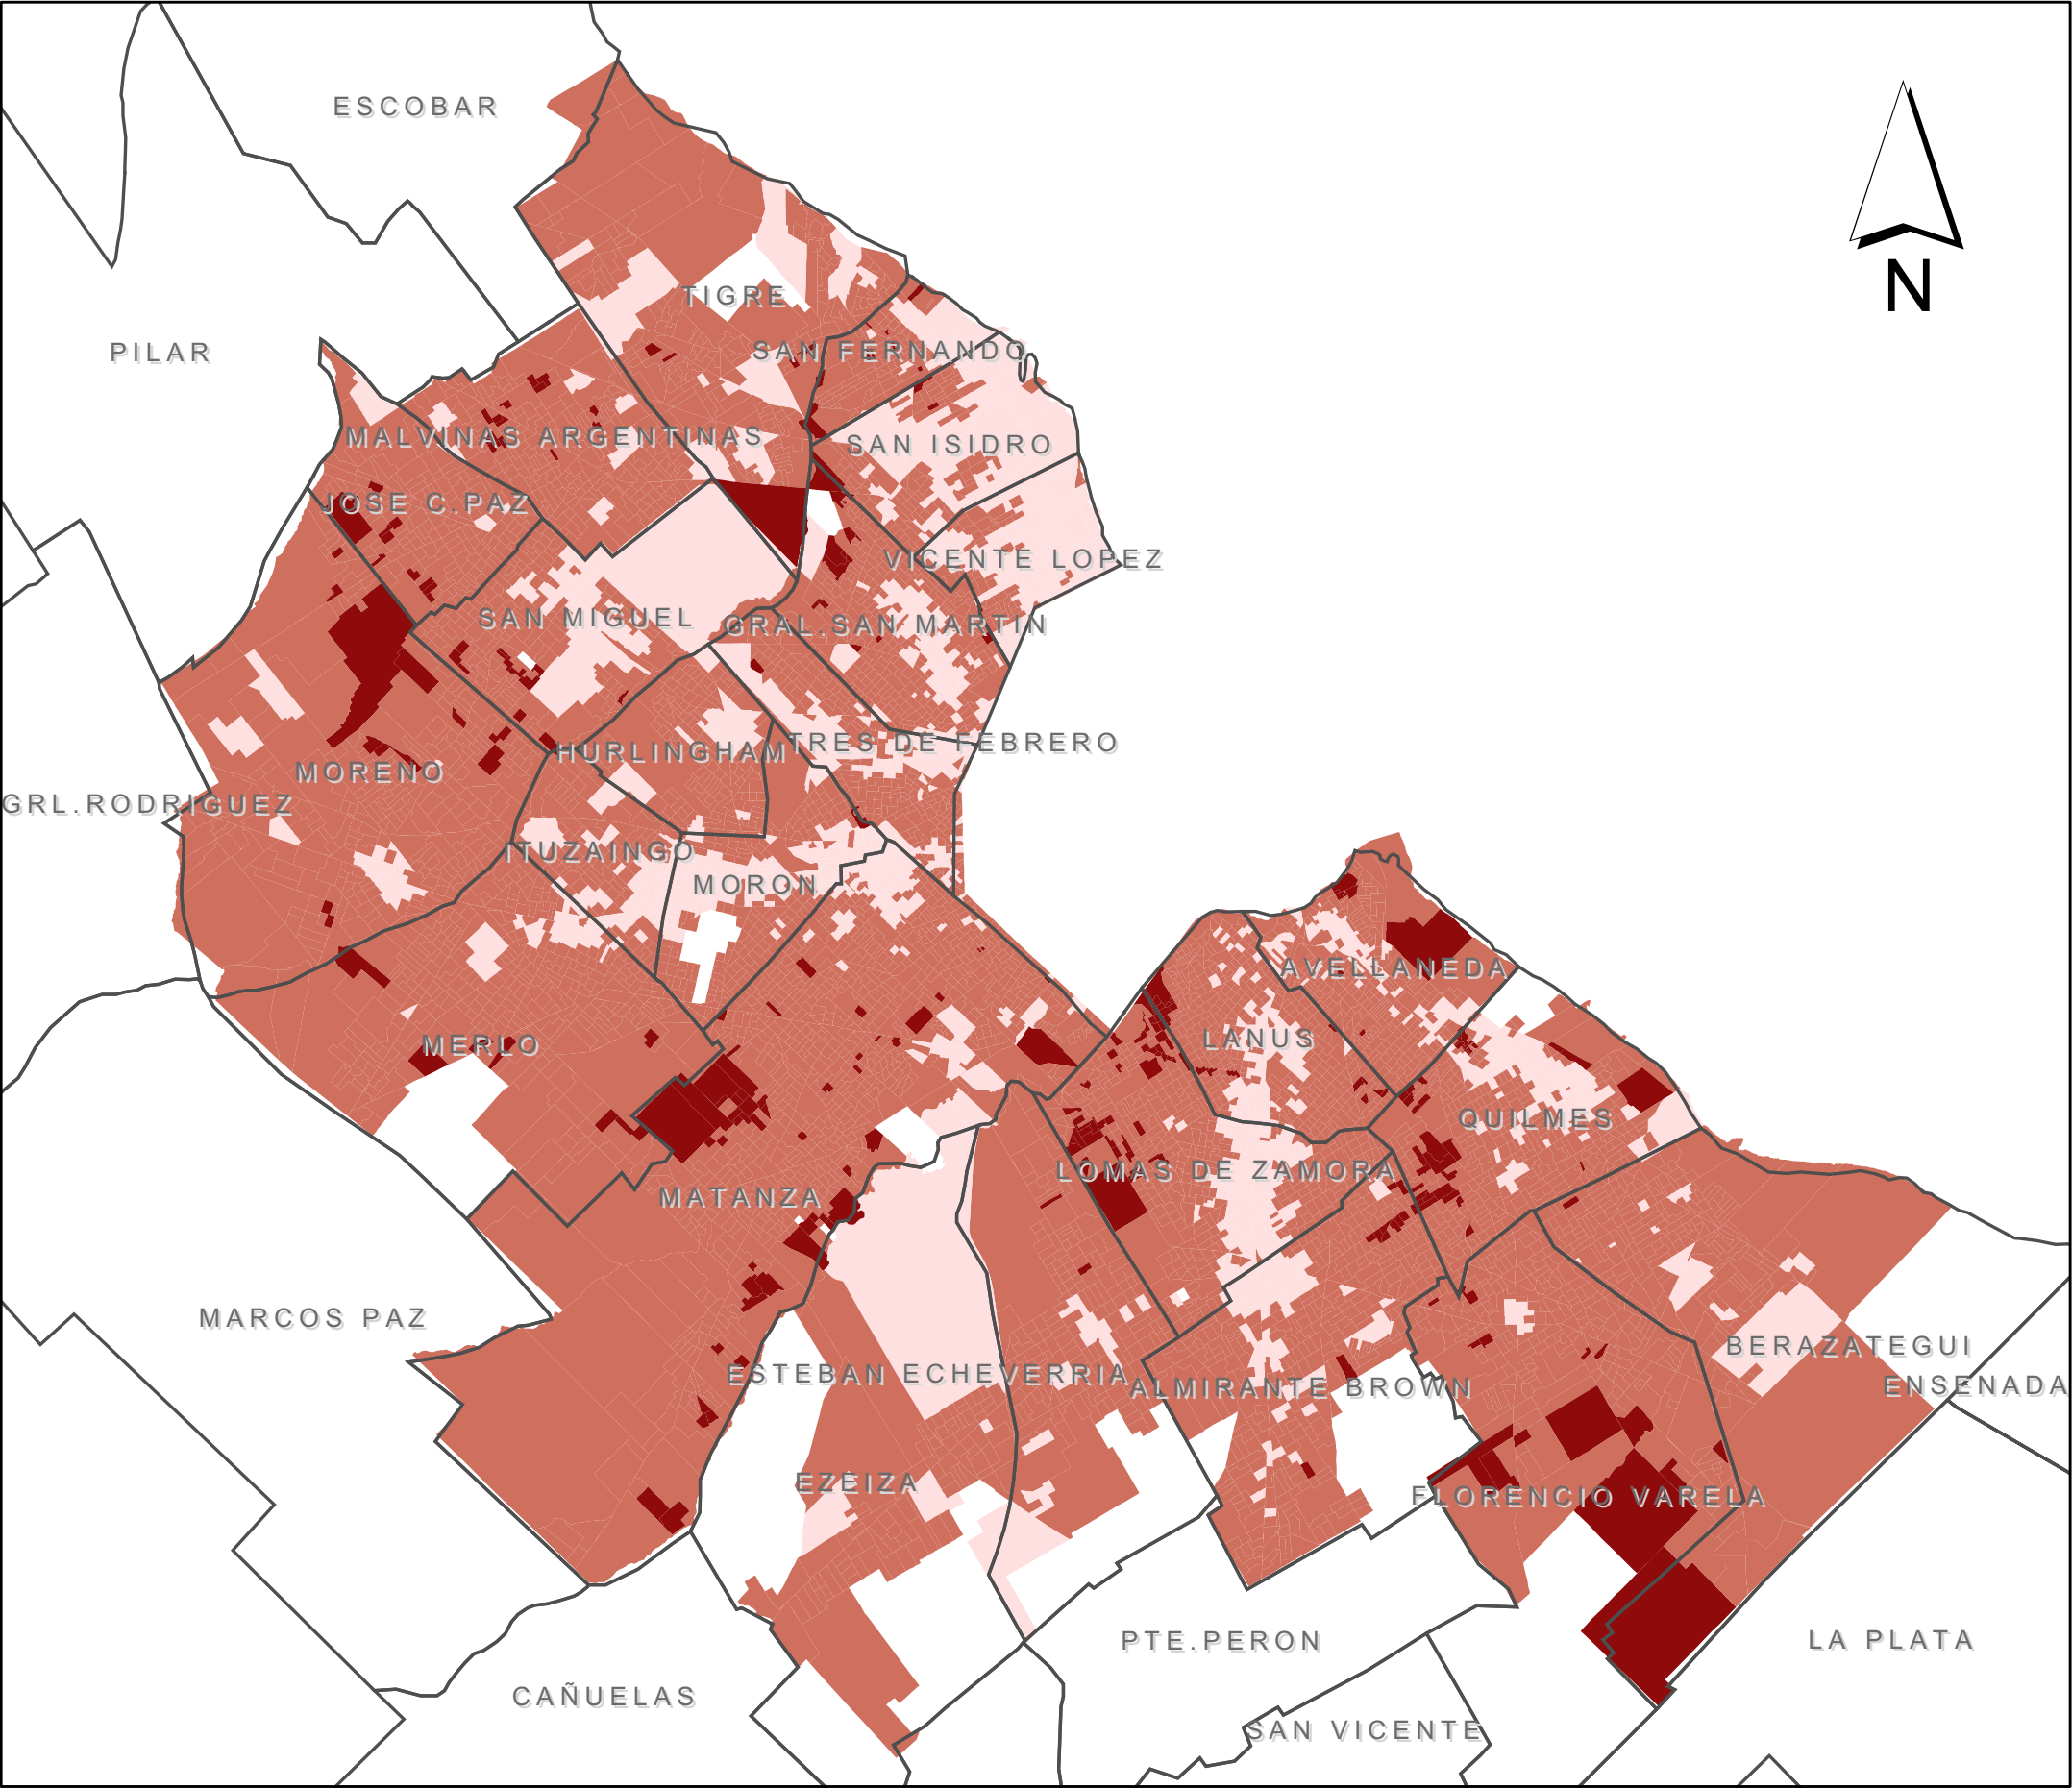 ESCOBAR
N
TIGRE
PILAR
SAN FERNANDO
MALVINAS ARGENTINAS
SAN ISIDRO
JOSE C.PAZ
VICENTE LOPEZ
SAN MIGUEL
GRAL.SAN MARTIN
HURLINGHAM
TRES DE FEBRERO
MORENO
GRL.RODRIGUEZ
ITUZAINGO
MORON
AVELLANEDA
MERLO
LANUS
QUILMES
LOMAS DE ZAMORA
MATANZA
MARCOS PAZ
BERAZATEGUI
ESTEBAN ECHEVERRIA
ALMIRANTE BROWN
ENSENADA
EZEIZA
FLORENCIO VARELA
PTE.PERON
LA PLATA
CAÑUELAS
SAN VICENTE